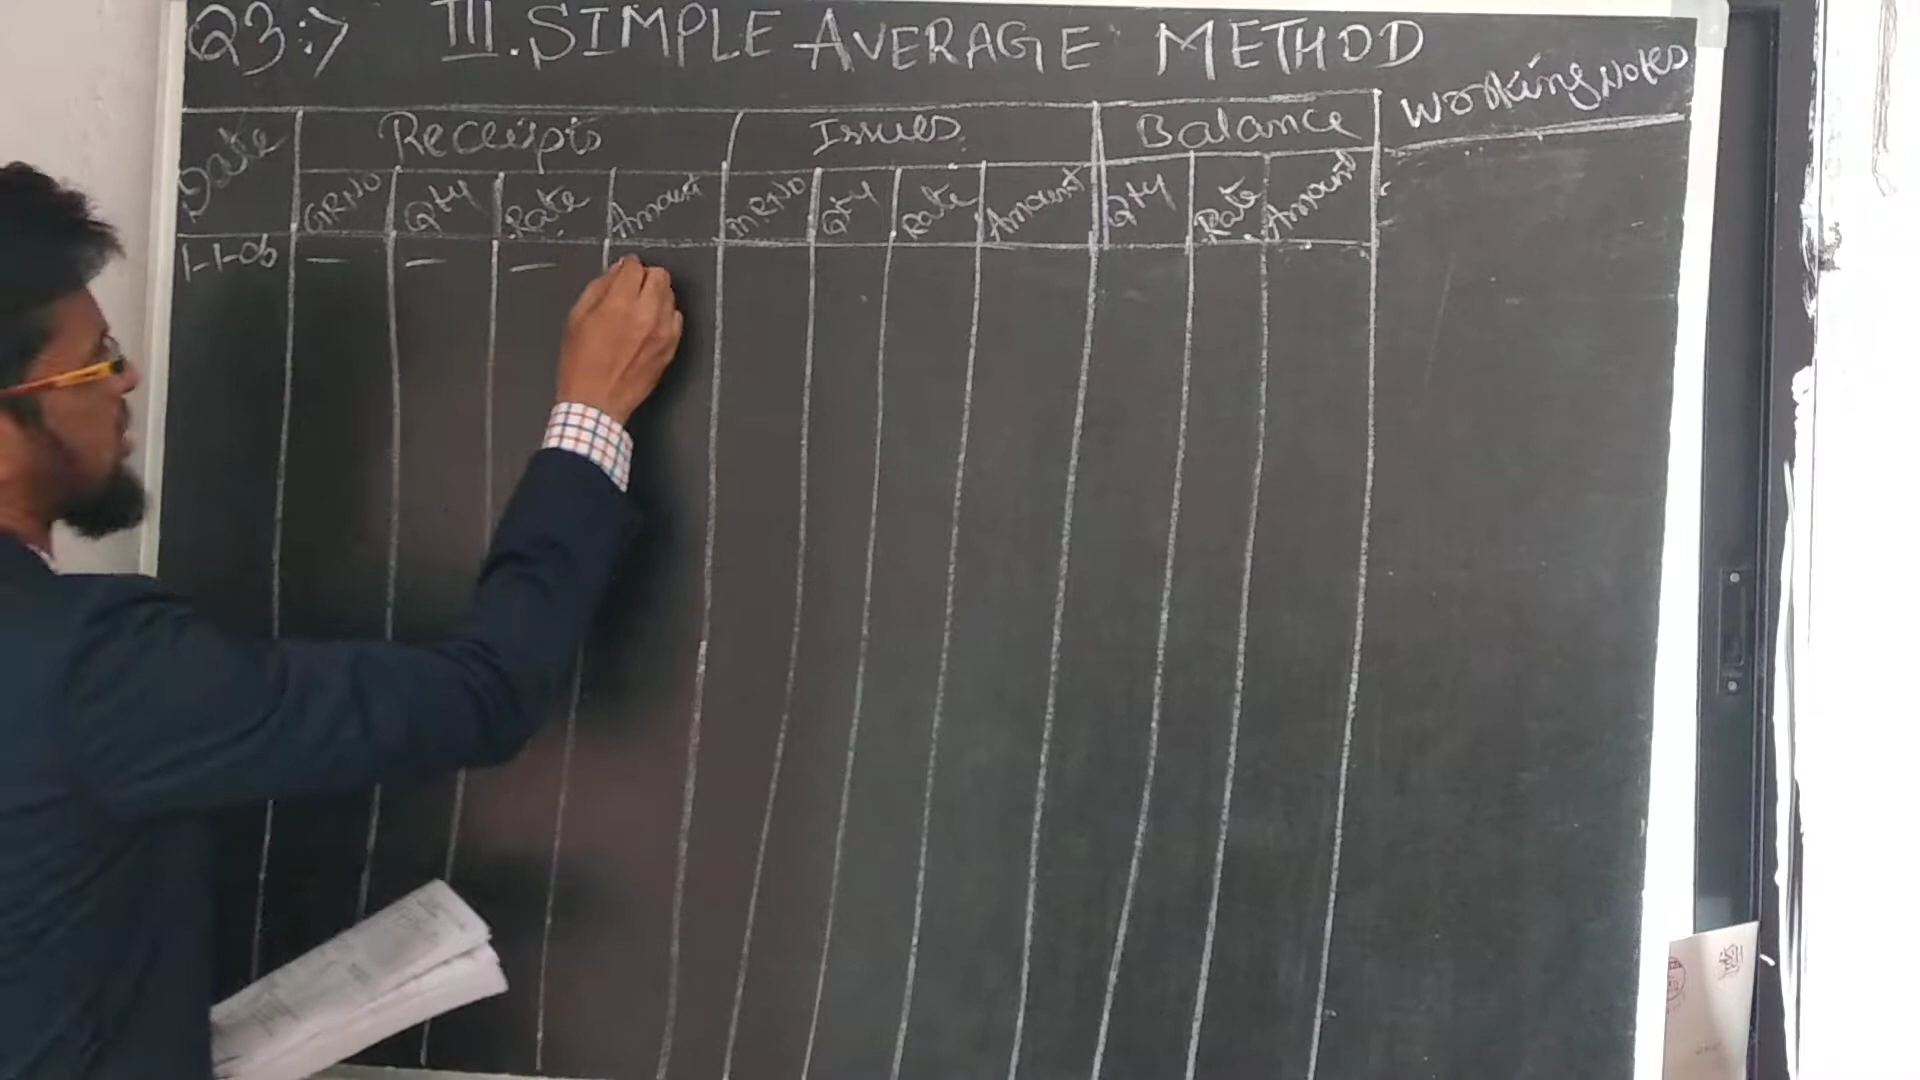 Q3:> III. SIMPLE AVERAGE METHOD
Working Notes
Date Receipts Issues Balance
GRNO Qty Rate Amount MRNO Qty Rate Amount Qty Rate Amount
1-1-06 — — —